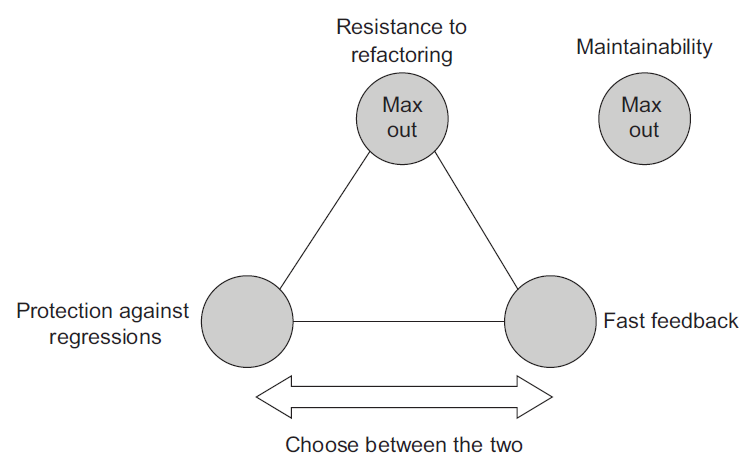 Resistance to
refactoring
Maintainability
Max
out
Max
out
Protection against
regressions
Fast feedback
Choose between the two